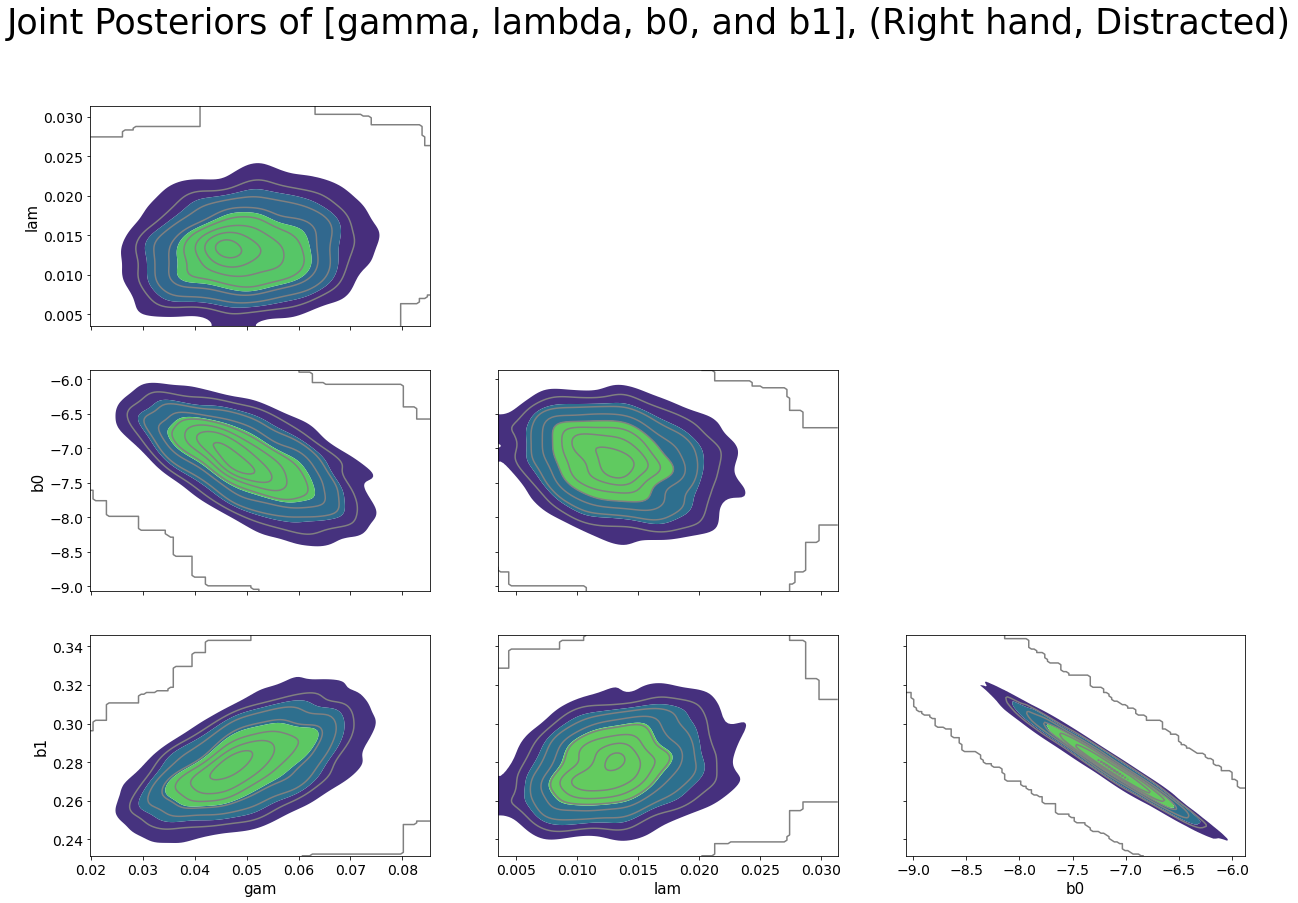 Joint Posteriors of [gamma, lambda, b0, and b1], (Right hand, Distracted)
0.030
0.025
0.020
0.015
0.010
0.005
lam
−6.0
−6.5
−7.0
−7.5
−8.0
−8.5
−9.0
b0
0.34
0.32
0.30
0.28
0.26
0.24
b1
0.02 0.03 0.04 0.05 0.06 0.07 0.08
gam
0.005 0.010 0.015 0.020 0.025 0.030
lam
−9.0 −8.5 −8.0 −7.5 −7.0 −6.5 −6.0
b0